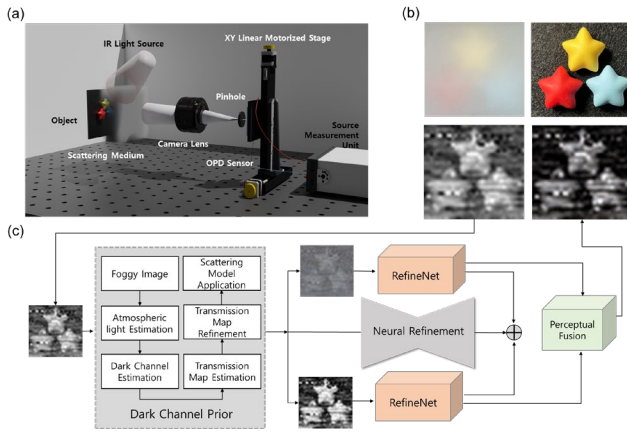 (a)
IR Light Source
XY Linear Motorized Stage
Pinhole
Object
Source
Measurement
Unit
Scattering Medium
Camera Lens
OPD Sensor
(b)
(c)
Foggy Image
Scattering
Model
Application
Atmospheric
light Estimation
Transmission
Map
Refinement
Dark Channel
Estimation
Transmission
Map Estimation
Dark Channel Prior
RefineNet
Neural Refinement
RefineNet
Perceptual
Fusion